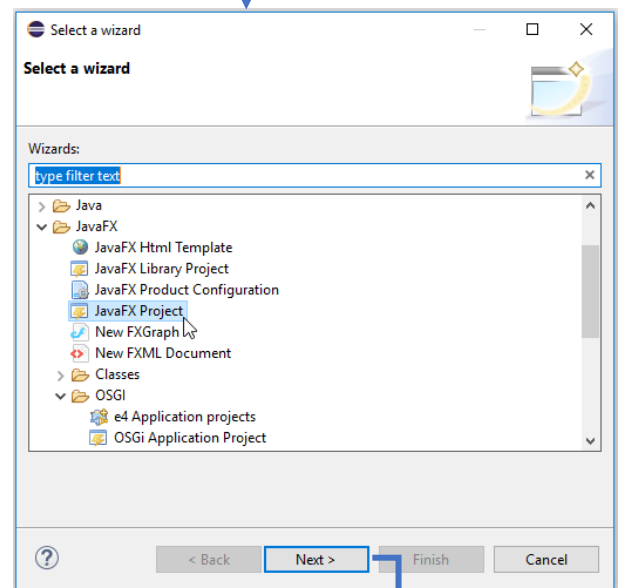 Select a wizard
Select a wizard
Wizards:
type filter text
Java
JavaFX
JavaFX Html Template
JavaFX Library Project
JavaFX Product Configuration
JavaFX Project
New FXGraph
New FXML Document
Classes
OSGI
e4 Application projects
OSGi Application Project
? < Back Next > Finish Cancel